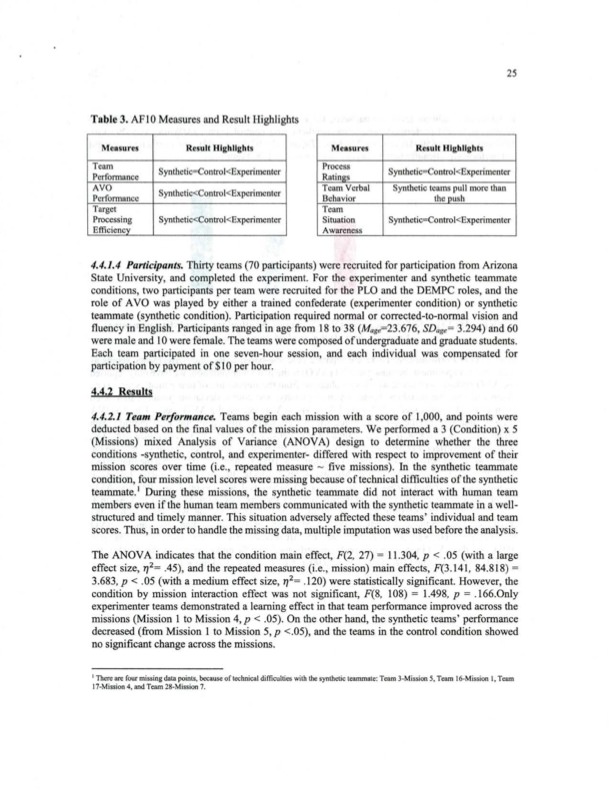 25
Table 3. AF10 Measures and Result Highlights
Measures Result Highlights
Team Performance Synthetic=Control<Experimenter
AVO Performance Synthetic<Control<Experimenter
Target Processing Efficiency Synthetic<Control<Experimenter
Measures Result Highlights
Process Ratings Synthetic=Control<Experimenter
Team Verbal Behavior Synthetic teams pull more than the push
Team Situation Awareness Synthetic=Control<Experimenter
4.4.1.4 Participants. Thirty teams (70 participants) were recruited for participation from Arizona
State University, and completed the experiment. For the experimenter and synthetic teammate
conditions, two participants per team were recruited for the PLO and the DEMPC roles, and the
role of AVO was played by either a trained confederate (experimenter condition) or synthetic
teammate (synthetic condition). Participation required normal or corrected-to-normal vision and
fluency in English. Participants ranged in age from 18 to 38 (Mage=23.676, SDage= 3.294) and 60
were male and 10 were female. The teams were composed of undergraduate and graduate students.
Each team participated in one seven-hour session, and each individual was compensated for
participation by payment of $10 per hour.
4.4.2 Results
4.4.2.1 Team Performance. Teams begin each mission with a score of 1,000, and points were
deducted based on the final values of the mission parameters. We performed a 3 (Condition) x 5
(Missions) mixed Analysis of Variance (ANOVA) design to determine whether the three
conditions -synthetic, control, and experimenter- differed with respect to improvement of their
mission scores over time (i.e., repeated measure ~ five missions). In the synthetic teammate
condition, four mission level scores were missing because of technical difficulties of the synthetic
teammate.1 During these missions, the synthetic teammate did not interact with human team
members even if the human team members communicated with the synthetic teammate in a well-
structured and timely manner. This situation adversely affected these teams' individual and team
scores. Thus, in order to handle the missing data, multiple imputation was used before the analysis.
The ANOVA indicates that the condition main effect, F(2, 27) = 11.304, p < .05 (with a large
effect size, η²= .45), and the repeated measures (i.e., mission) main effects, F(3.141, 84.818) =
3.683, p < .05 (with a medium effect size, η²= .120) were statistically significant. However, the
condition by mission interaction effect was not significant, F(8, 108) = 1.498, p = .166.Only
experimenter teams demonstrated a learning effect in that team performance improved across the
missions (Mission 1 to Mission 4, p < .05). On the other hand, the synthetic teams' performance
decreased (from Mission 1 to Mission 5, p <.05), and the teams in the control condition showed
no significant change across the missions.
1 There are four missing data points, because of technical difficulties with the synthetic teammate: Team 3-Mission 5, Team 16-Mission 1, Team
17-Mission 4, and Team 28-Mission 7.